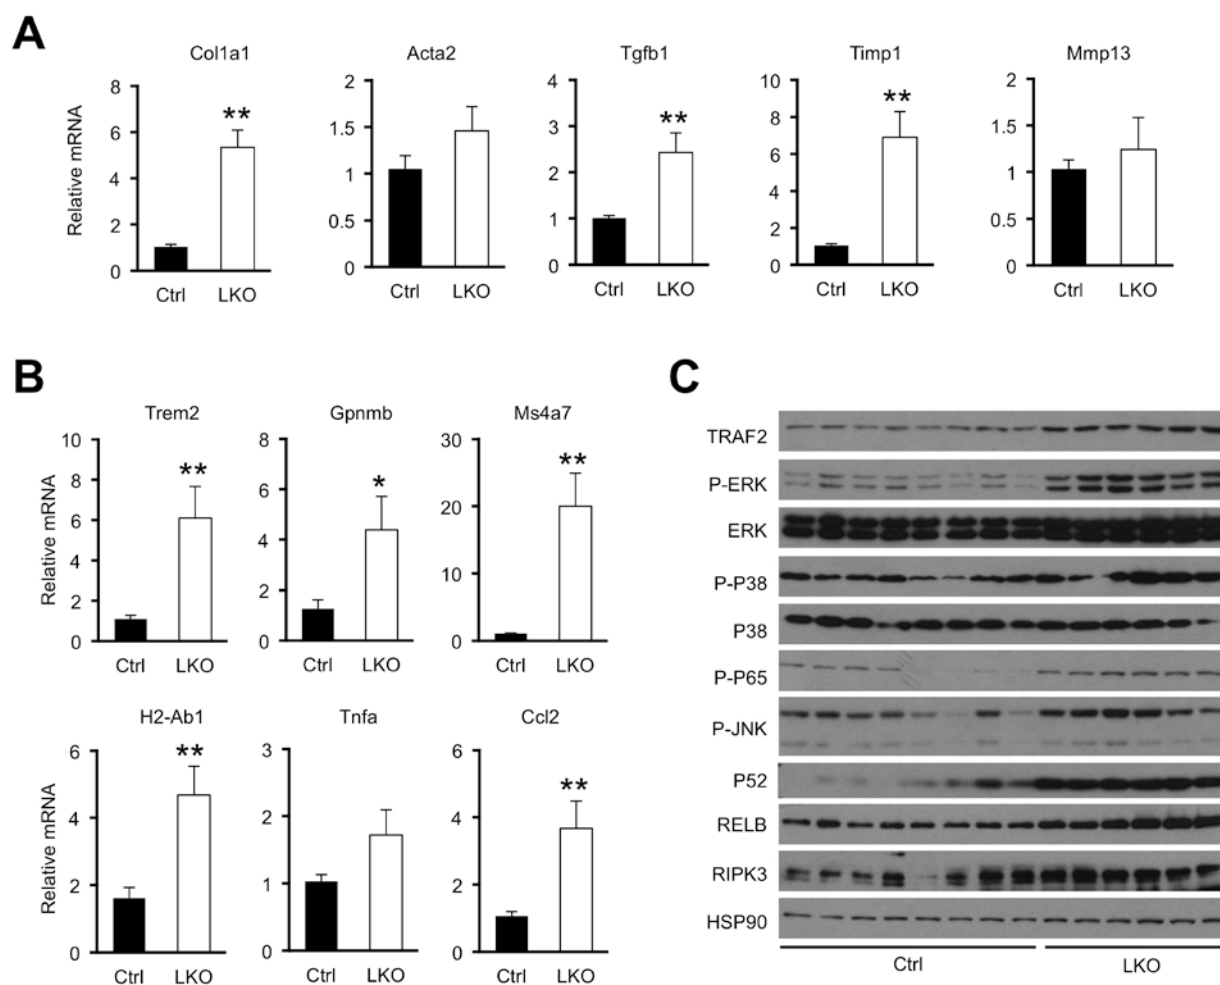 A
Col1a1 Acta2 Tgfb1 Timp1 Mmp13
Relative mRNA
8
6
4
2
0
Ctrl LKO
**
2
1.5
1
0.5
0
Ctrl LKO
4
3
2
1
0
Ctrl LKO
**
10
8
6
4
2
0
Ctrl LKO
**
2
1.5
1
0.5
0
Ctrl LKO
B
Trem2 Gpnmb Ms4a7
Relative mRNA
10
8
6
4
2
0
Ctrl LKO
**
8
6
4
2
0
Ctrl LKO
*
30
20
10
0
Ctrl LKO
**
H2-Ab1 Tnfa Ccl2
Relative mRNA
6
4
2
0
Ctrl LKO
**
3
2
1
0
Ctrl LKO
6
4
2
0
Ctrl LKO
**
C
TRAF2
P-ERK
ERK
P-P38
P38
P-P65
P-JNK
P52
RELB
RIPK3
HSP90
Ctrl LKO